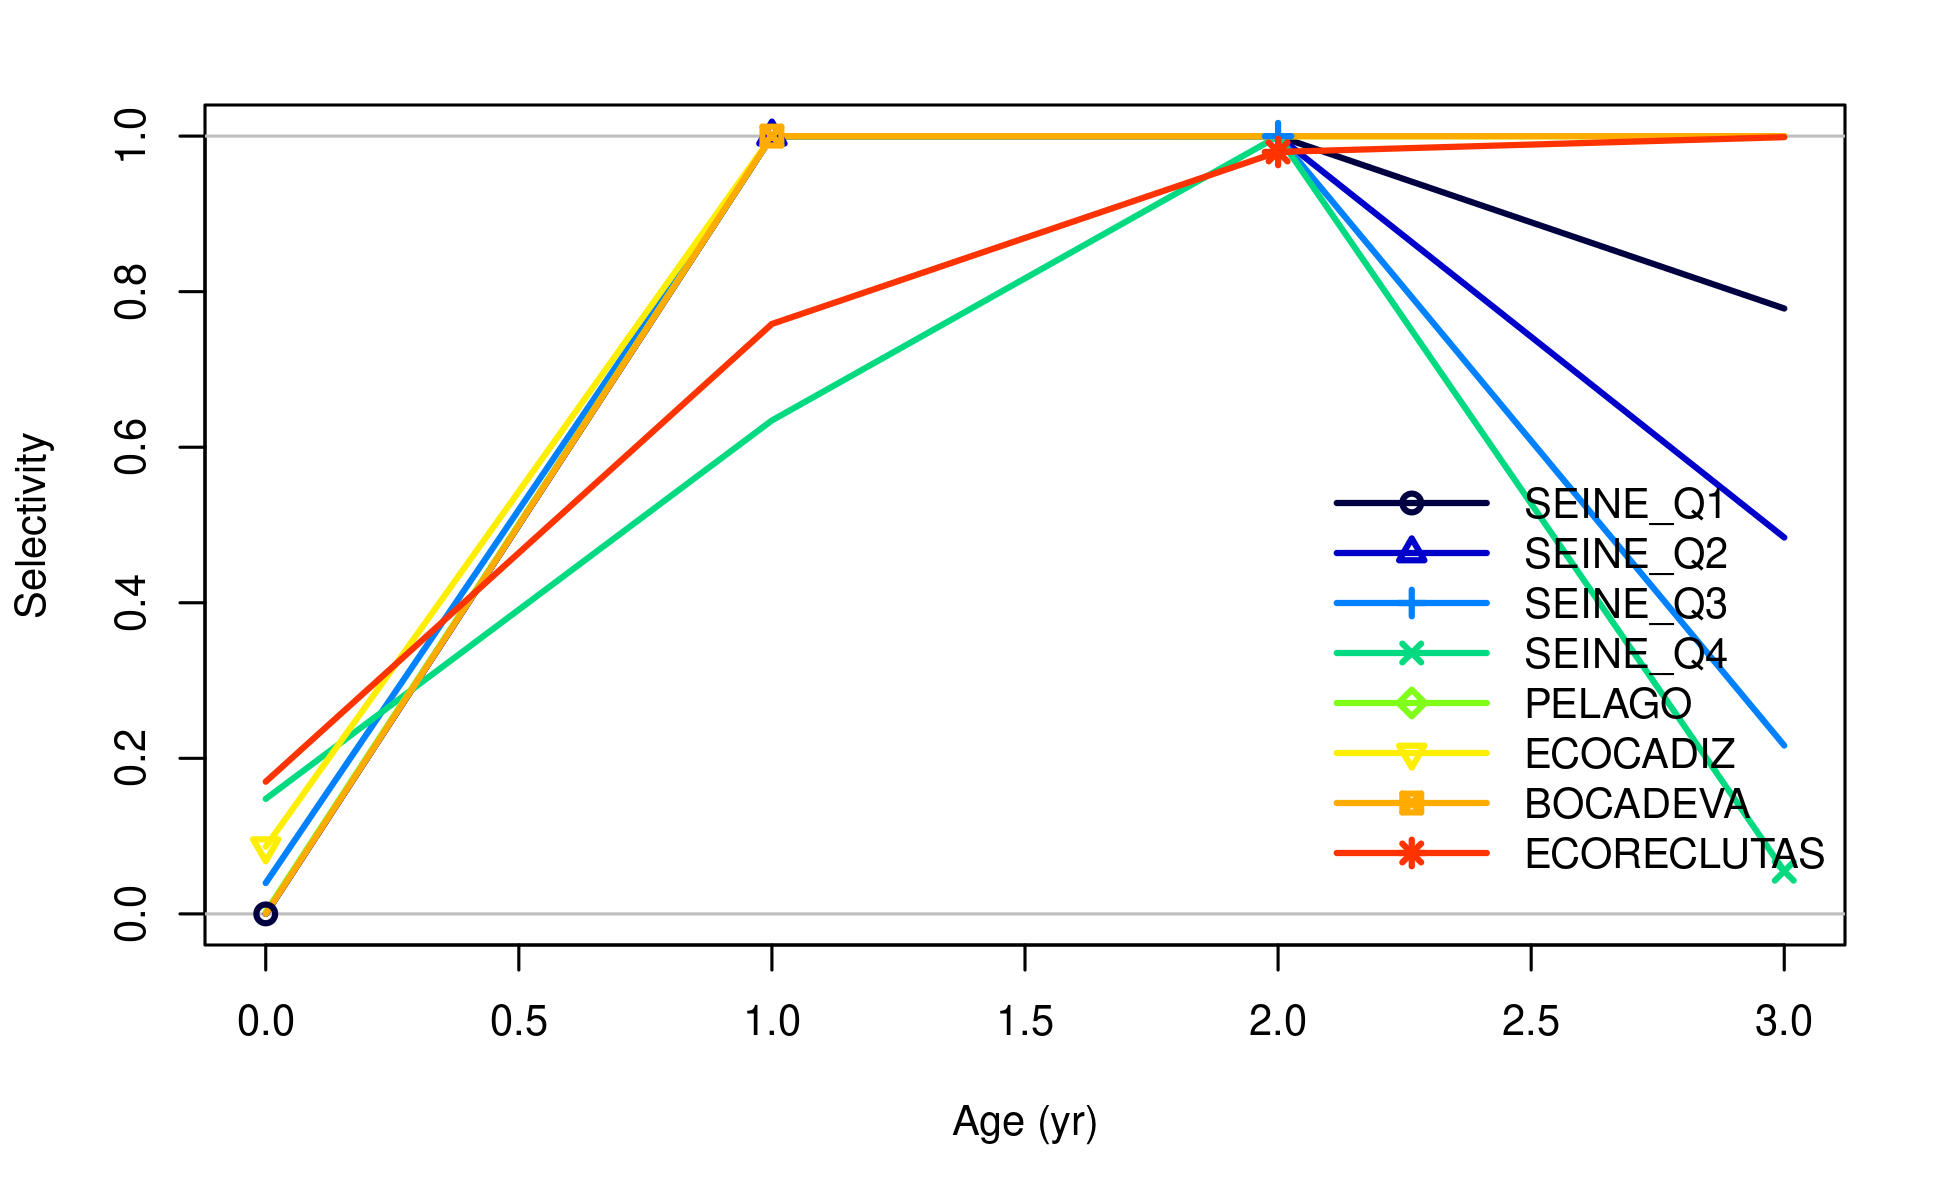 1.0
0.8
0.6
0.4
0.2
0.0
Selectivity
SEINE_Q1
SEINE_Q2
SEINE_Q3
SEINE_Q4
PELAGO
ECOCADIZ
BOCADEVA
ECORECLUTAS
0.0 0.5 1.0 1.5 2.0 2.5 3.0
Age (yr)